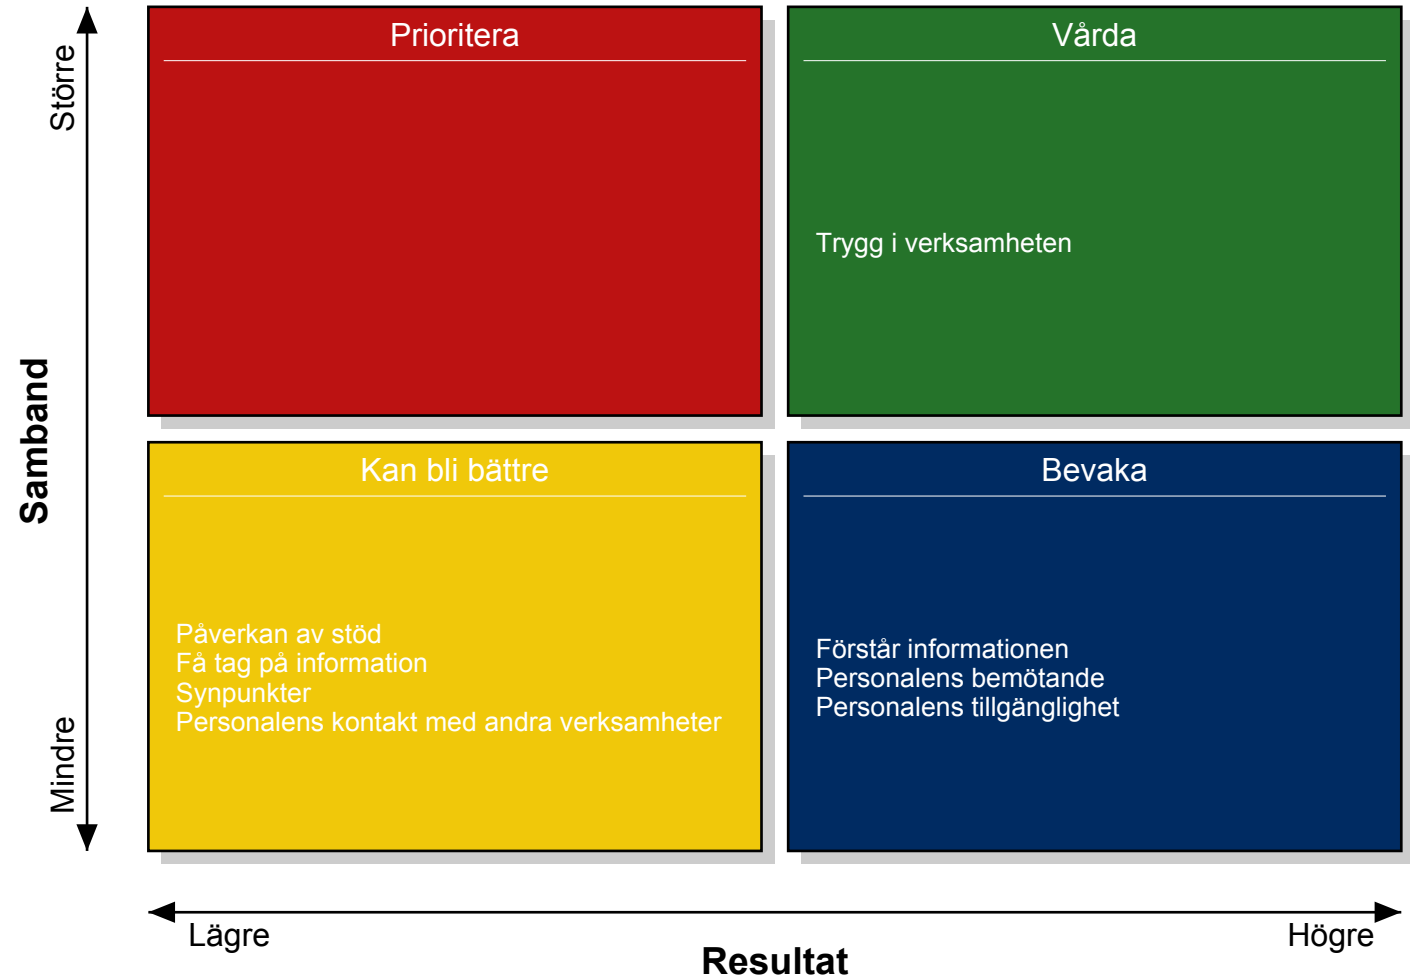 Större
Mindre
Samband
Prioritera
Vårda
Trygg i verksamheten
Kan bli bättre
Påverkan av stöd
Få tag på information
Synpunkter
Personalens kontakt med andra verksamheter
Bevaka
Förstår informationen
Personalens bemötande
Personalens tillgänglighet
Lägre
Högre
Resultat